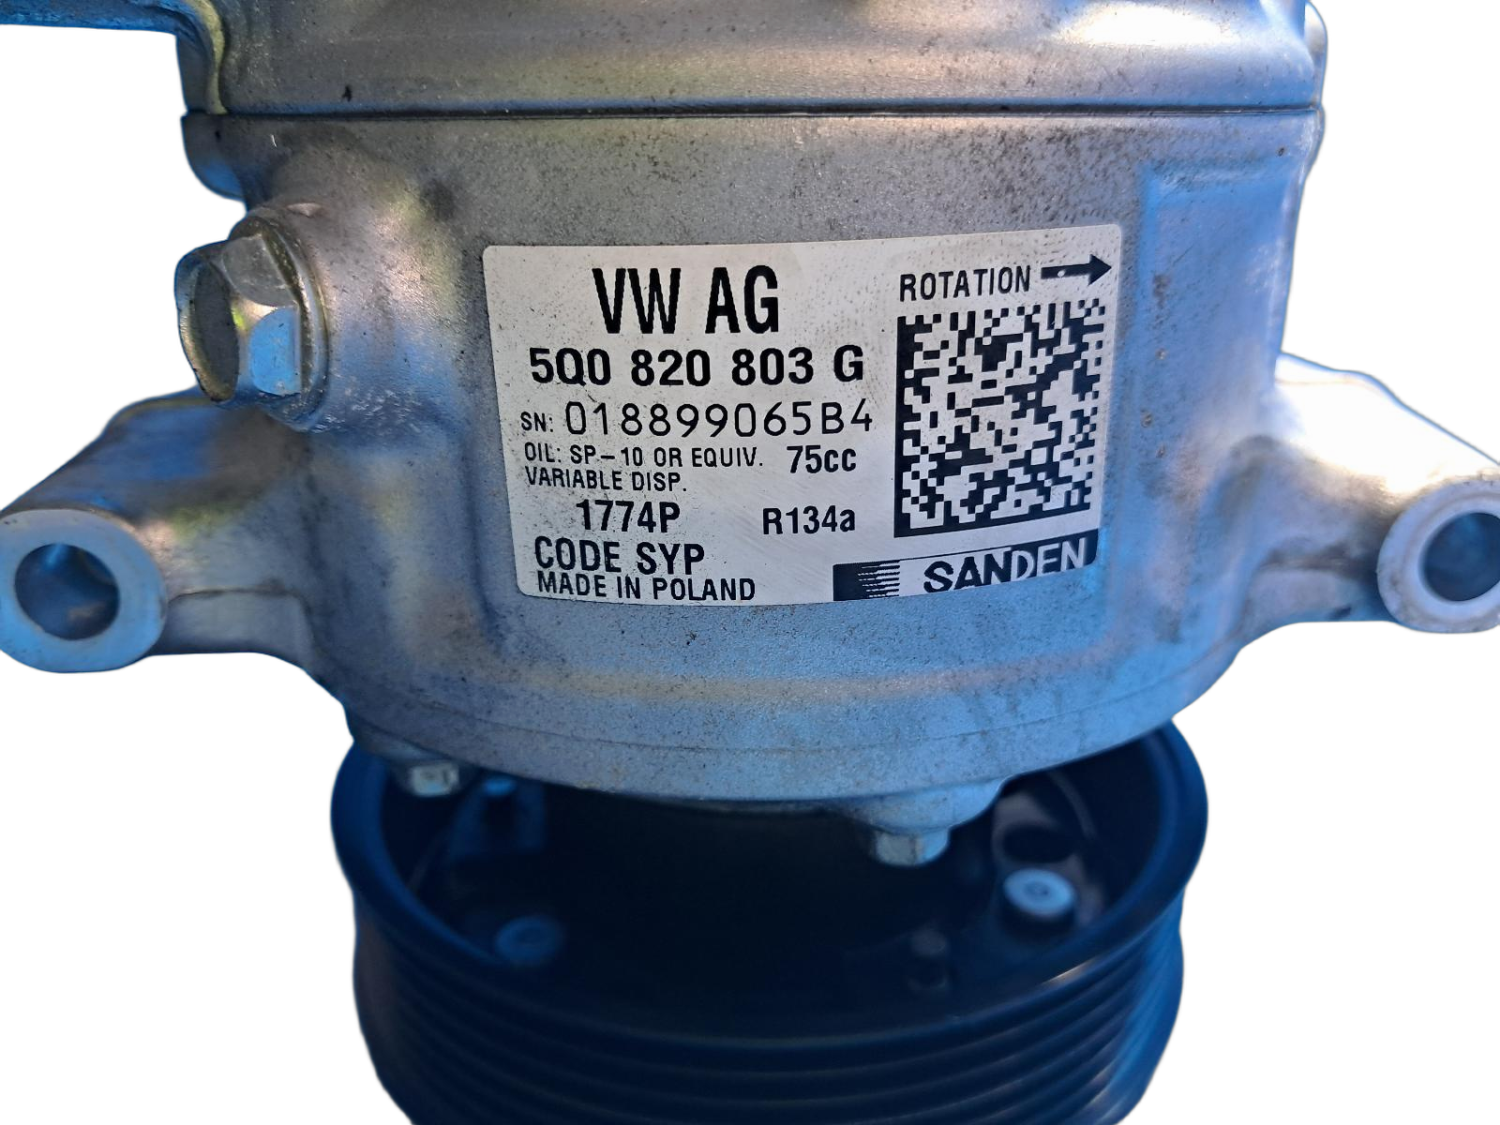 VW AG
ROTATION
5Q0 820 803 G
SN: 018899065B4
OIL: SP-10 OR EQUIV. 75cc
VARIABLE DISP.
1774P R134a
CODE SYP
MADE IN POLAND
SANDEN